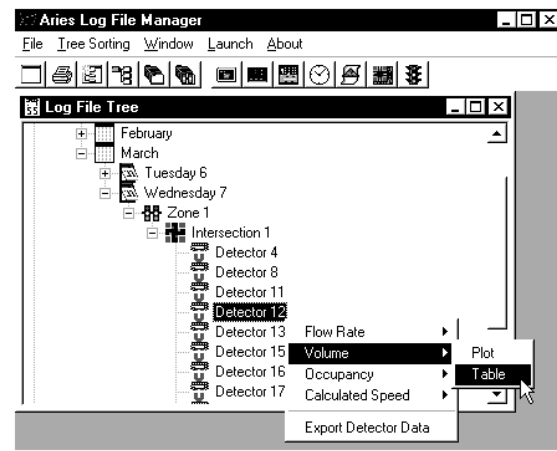 Aries Log File Manager
File Tree Sorting Window Launch About
Log File Tree
February
March
Tuesday 6
Wednesday 7
Zone 1
Intersection 1
Detector 4
Detector 8
Detector 11
Detector 12
Detector 13 Flow Rate
Detector 15 Volume Plot
Detector 16 Occupancy Table
Detector 17 Calculated Speed
Export Detector Data